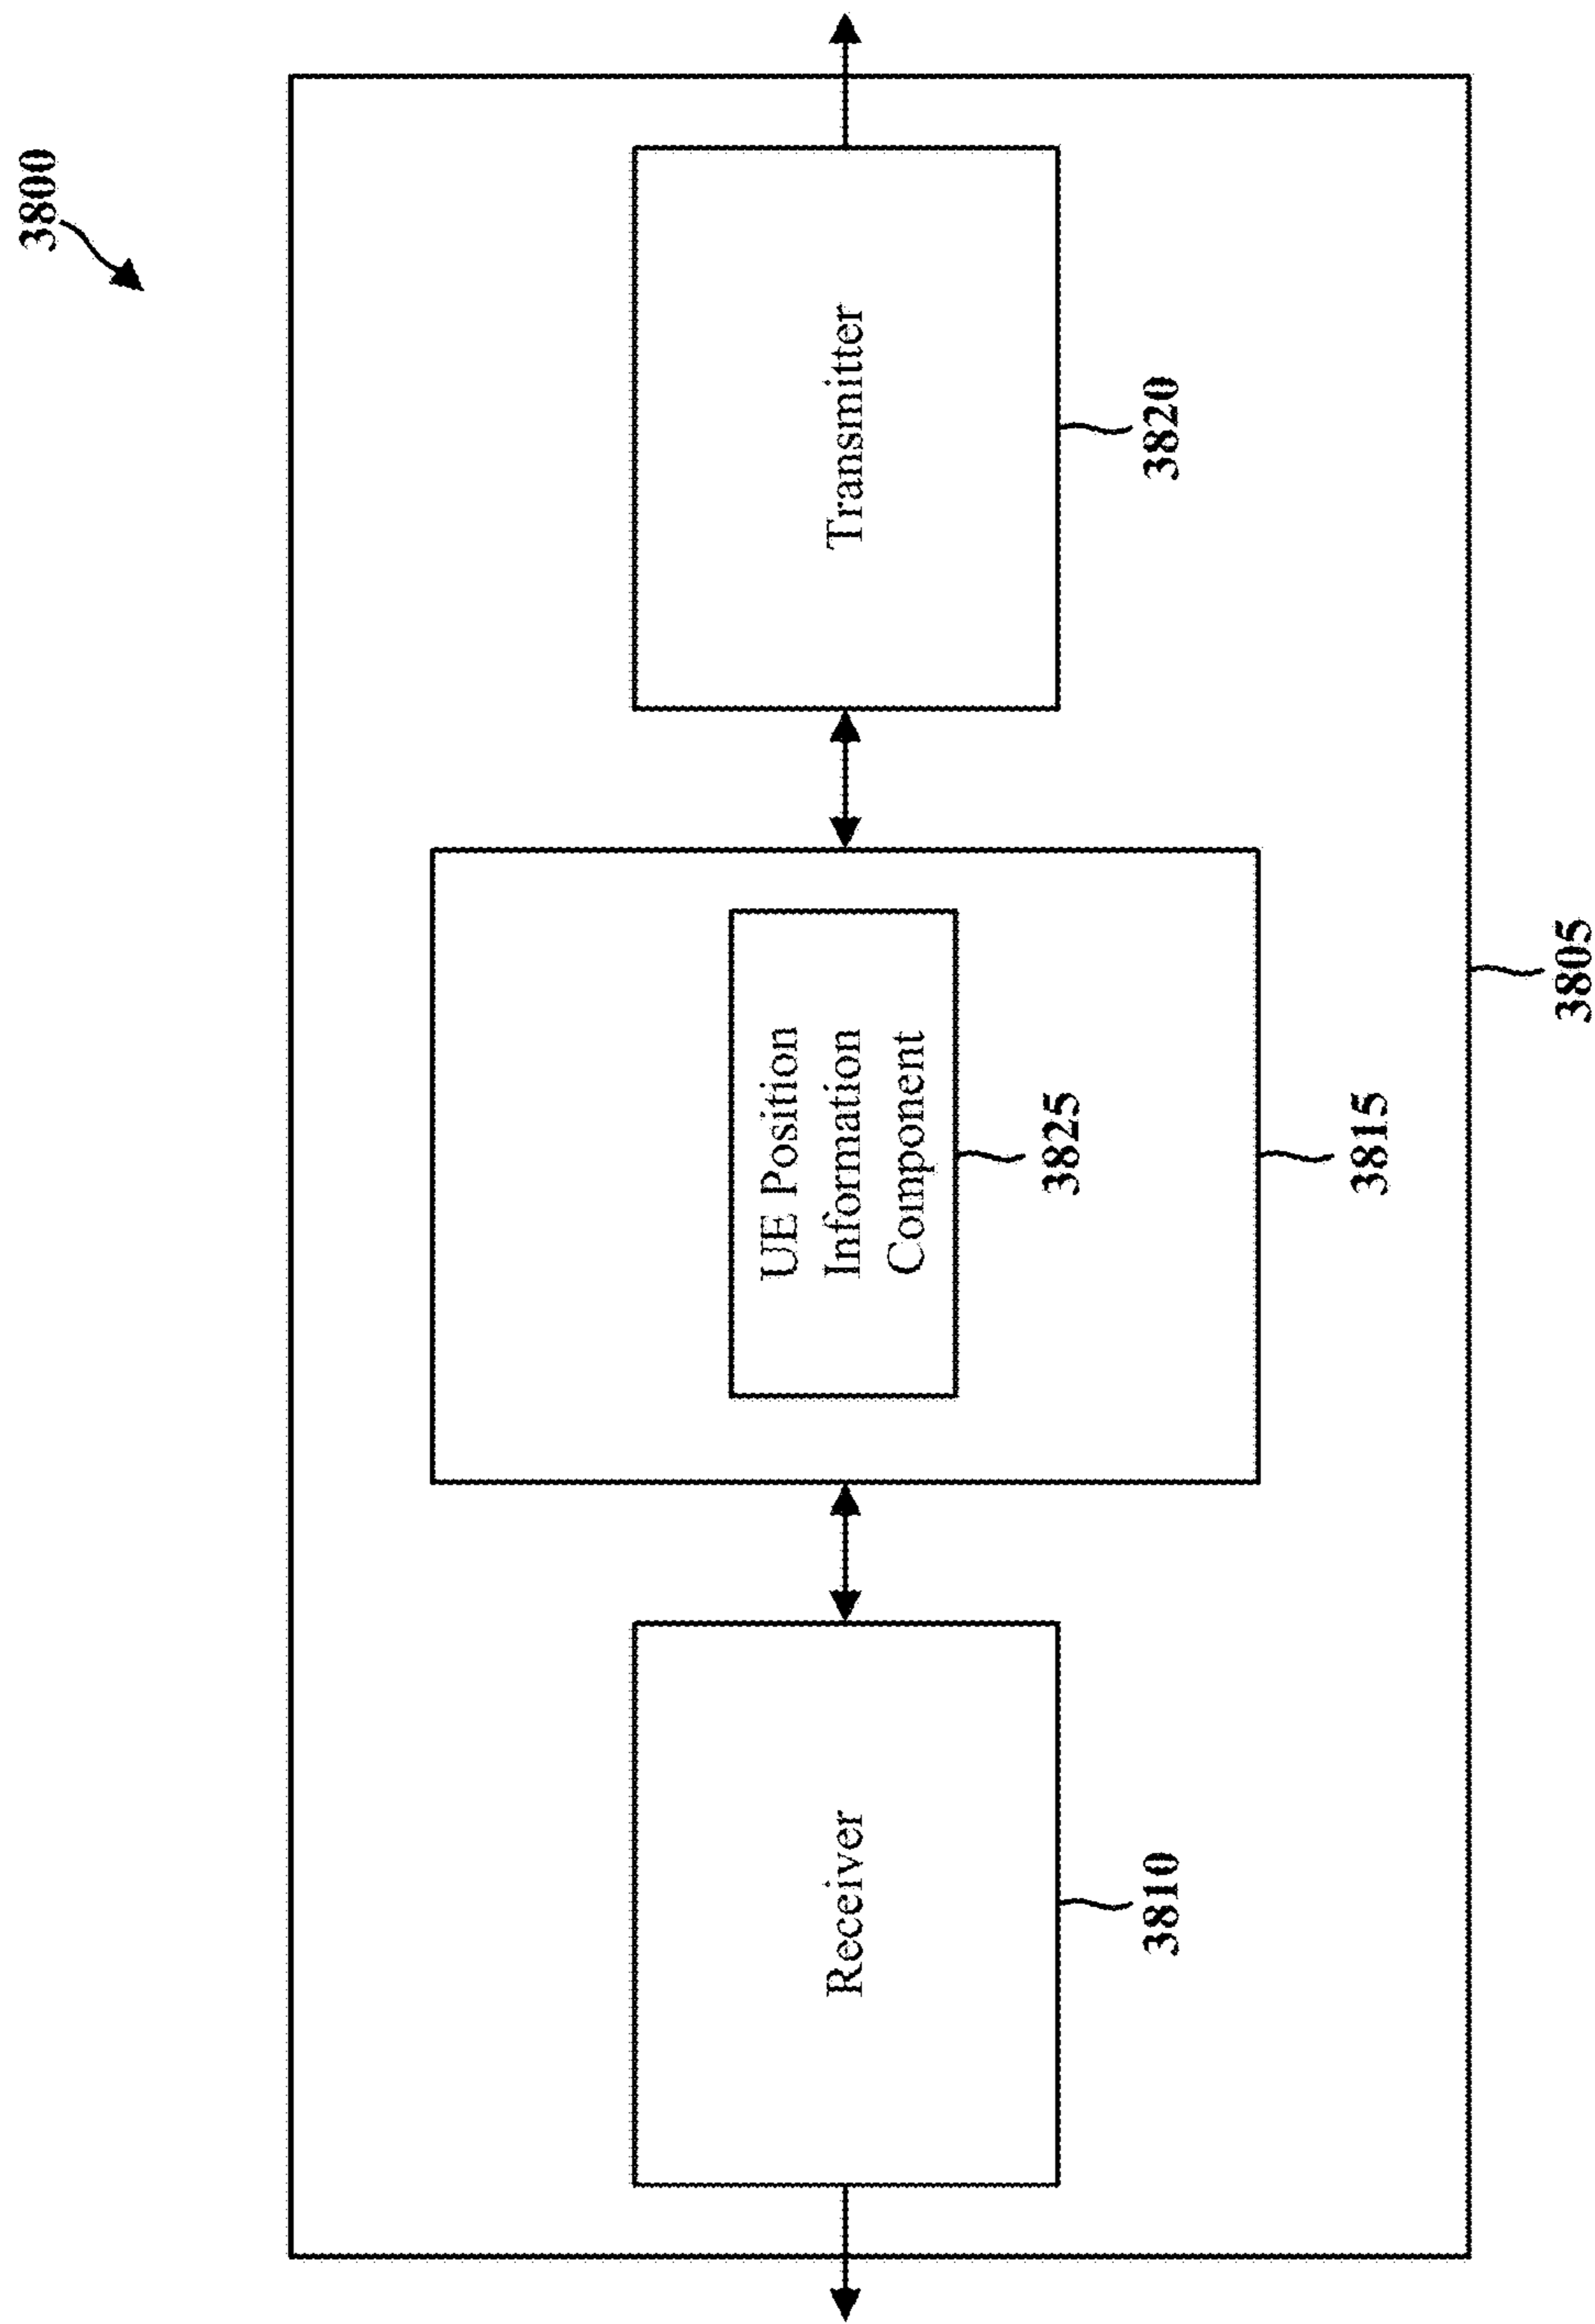 3800
Receiver
3810
UE Position
Information
Component
3825
3815
Transmitter
3820
3805